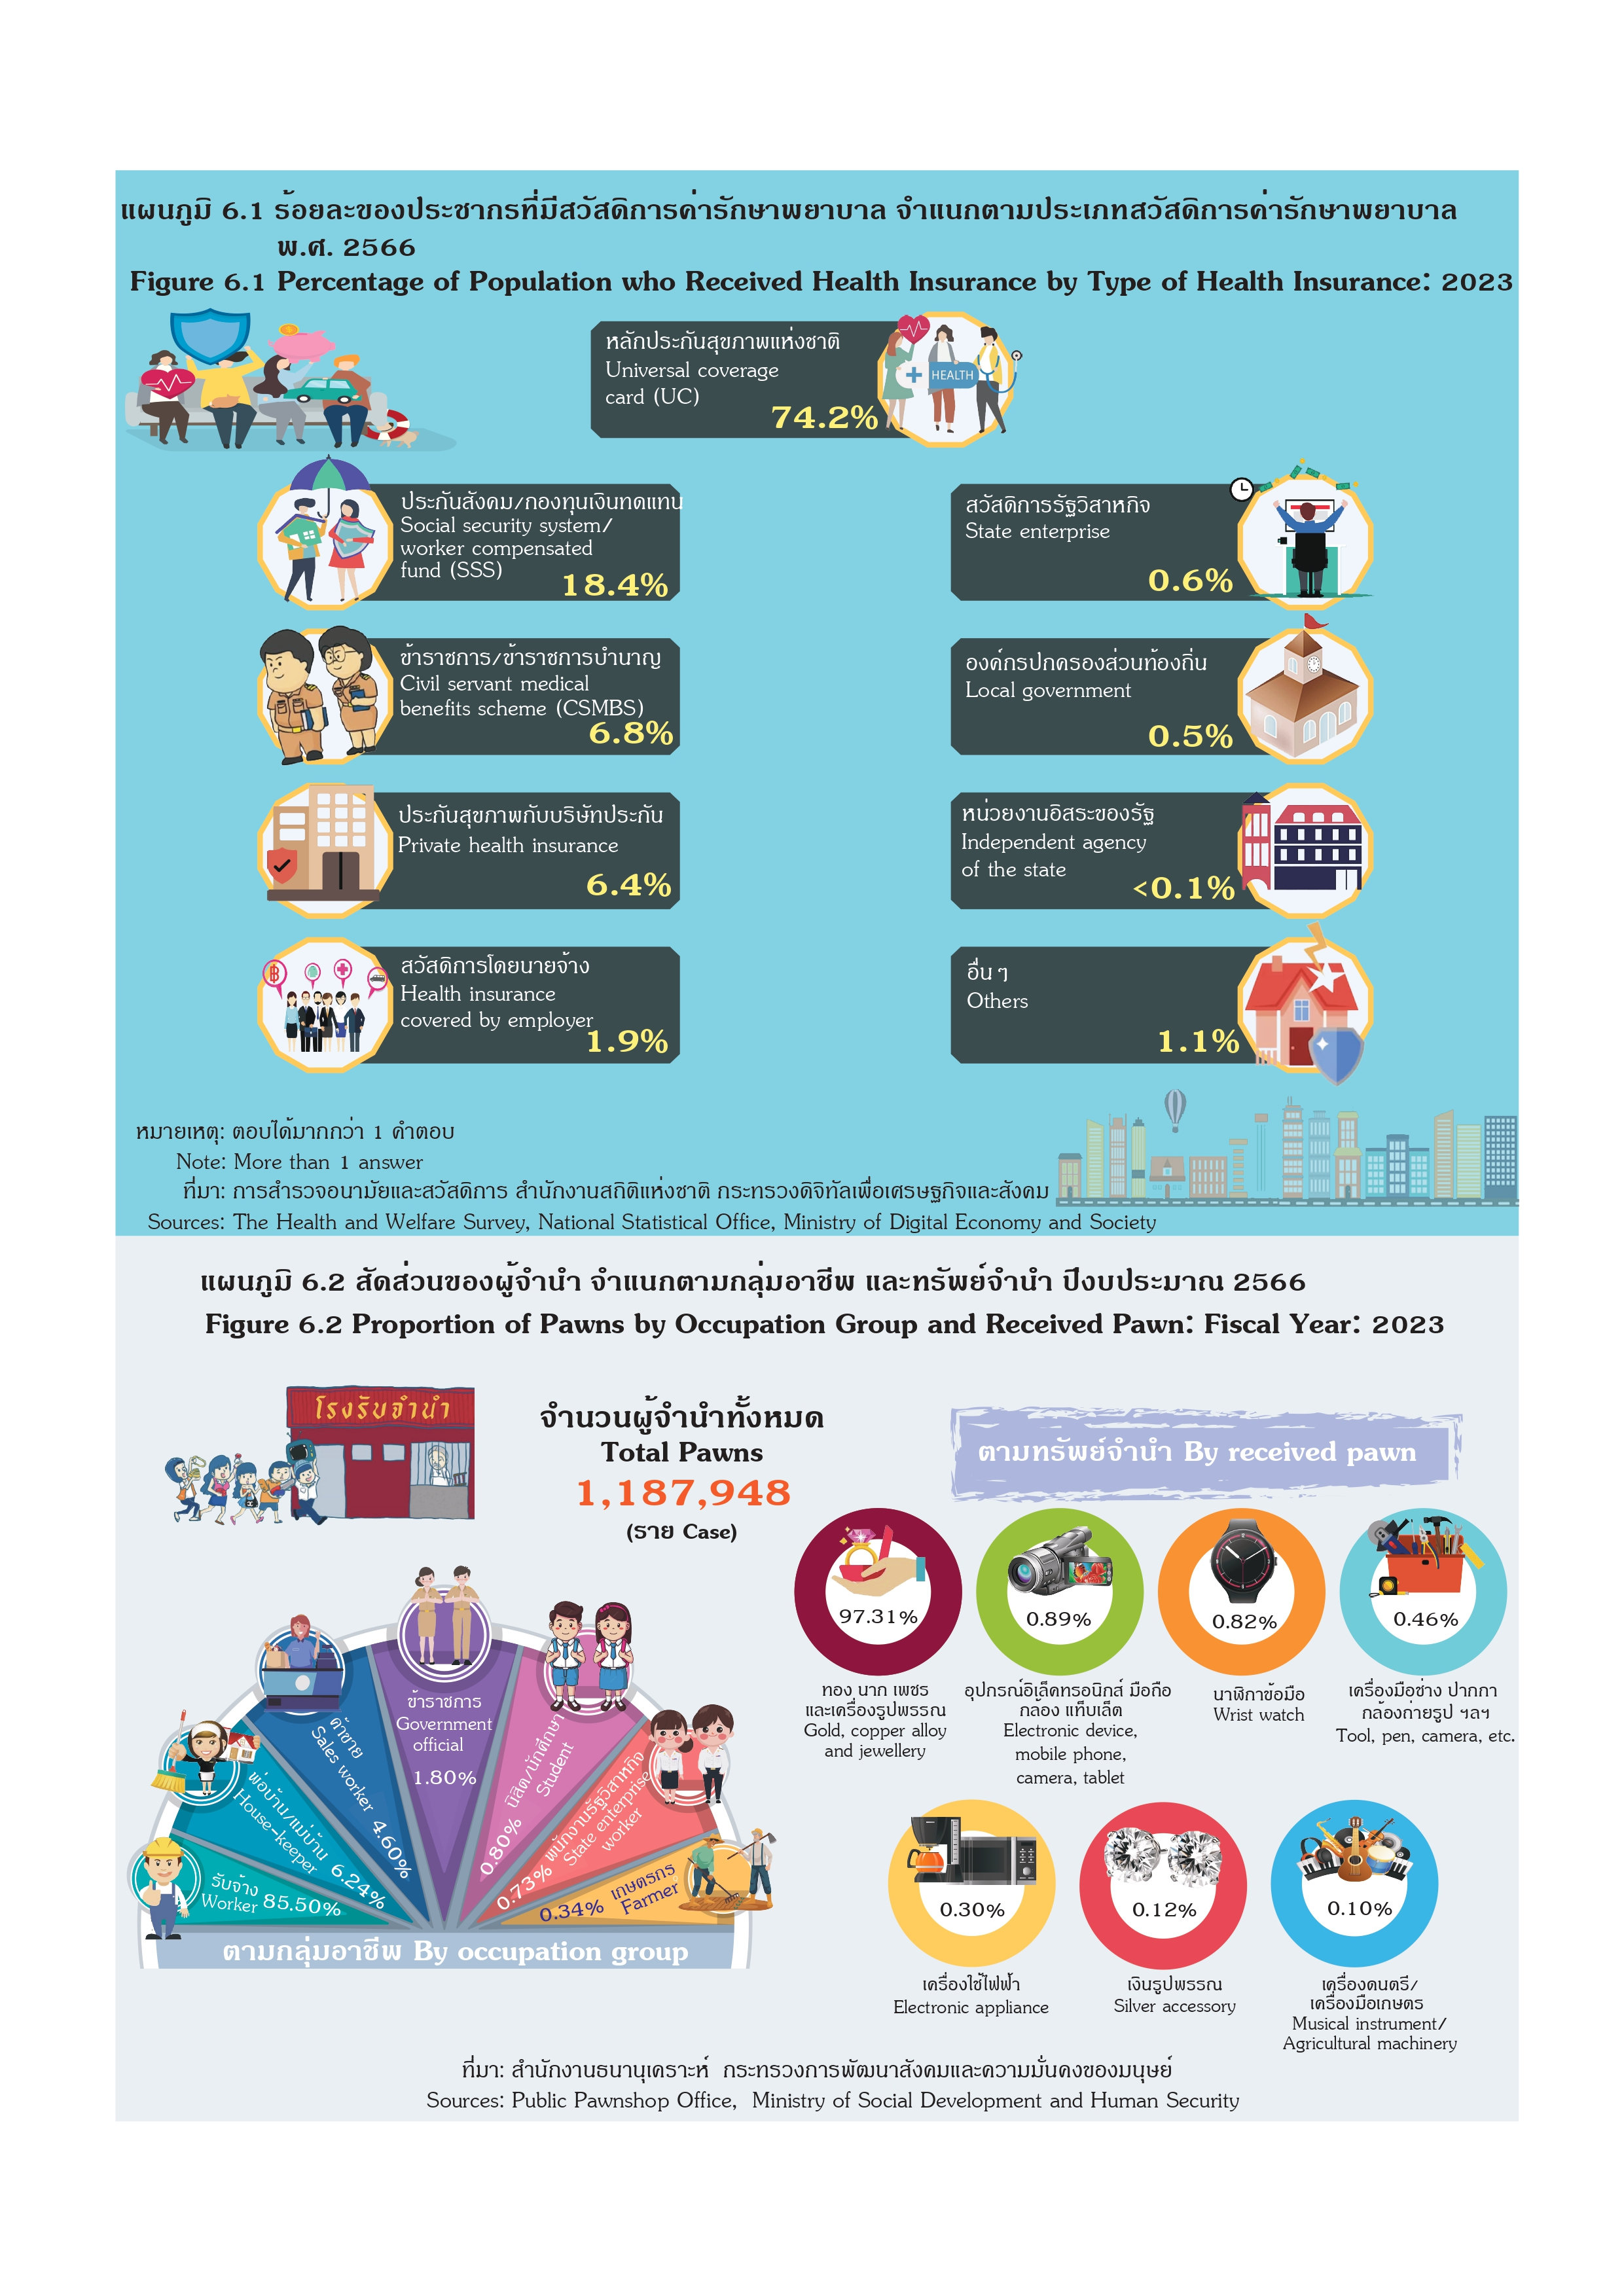 แผนภูมิ 6.1 ร้อยละของประชากรที่มีสวัสดิการค่ารักษาพยาบาล จำแนกตามประเภทสวัสดิการค่ารักษาพยาบาล
พ.ศ. 2566
Figure 6.1 Percentage of Population who Received Health Insurance by Type of Health Insurance: 2023
หลักประกันสุขภาพแห่งชาติ
Universal coverage
card (UC)
74.2%
HEALTH
ประกันสังคม/กองทุนเงินทดแทน
Social security system/
worker compensated
fund (SSS)
18.4%
สวัสดิการรัฐวิสาหกิจ
State enterprise
0.6%
ข้าราชการ/ข้าราชการบำนาญ
Civil servant medical
benefits scheme (CSMBS)
6.8%
องค์กรปกครองส่วนท้องถิ่น
Local government
0.5%
ประกันสุขภาพกับบริษัทประกัน
Private health insurance
6.4%
หน่วยงานอิสระของรัฐ
Independent agency
of the state
<0.1%
สวัสดิการโดยนายจ้าง
Health insurance
covered by employer
1.9%
อื่น ๆ
Others
1.1%
หมายเหตุ: ตอบได้มากกว่า 1 คำตอบ
Note: More than 1 answer
ที่มา: การสำรวจอนามัยและสวัสดิการ สำนักงานสถิติแห่งชาติ กระทรวงดิจิทัลเพื่อเศรษฐกิจและสังคม
Sources: The Health and Welfare Survey, National Statistical Office, Ministry of Digital Economy and Society
แผนภูมิ 6.2 สัดส่วนของผู้จำนำ จำแนกตามกลุ่มอาชีพ และทรัพย์จำนำ ปีงบประมาณ 2566
Figure 6.2 Proportion of Pawns by Occupation Group and Received Pawn: Fiscal Year: 2023
โรงรับจำนำ
จำนวนผู้จำนำทั้งหมด
Total Pawns
1,187,948
(ราย Case)
รับจ้าง
Worker 85.50%
พ่อบ้าน/แม่บ้าน
House-keeper 6.24%
ค้าขาย
Sales worker 4.60%
ข้าราชการ
Government
official
1.80%
นิสิต/นักศึกษา
Student
0.80%
พนักงานรัฐวิสาหกิจ
State enterprise
worker
0.73%
เกษตรกร
Farmer
0.34%
ตามกลุ่มอาชีพ By occupation group
ตามทรัพย์จำนำ By received pawn
97.31%
ทอง นาก เพชร
และเครื่องรูปพรรณ
Gold, copper alloy
and jewellery
0.89%
อุปกรณ์อิเล็คทรอนิกส์ มือถือ
กล้อง แท็บเล็ต
Electronic device,
mobile phone,
camera, tablet
0.82%
นาฬิกาข้อมือ
Wrist watch
0.46%
เครื่องมือช่าง ปากกา
กล้องถ่ายรูป ฯลฯ
Tool, pen, camera, etc.
0.30%
เครื่องใช้ไฟฟ้า
Electronic appliance
0.12%
เงินรูปพรรณ
Silver accessory
0.10%
เครื่องดนตรี/
เครื่องมือเกษตร
Musical instrument/
Agricultural machinery
ที่มา: สำนักงานธนานุเคราะห์ กระทรวงการพัฒนาสังคมและความมั่นคงของมนุษย์
Sources: Public Pawnshop Office, Ministry of Social Development and Human Security